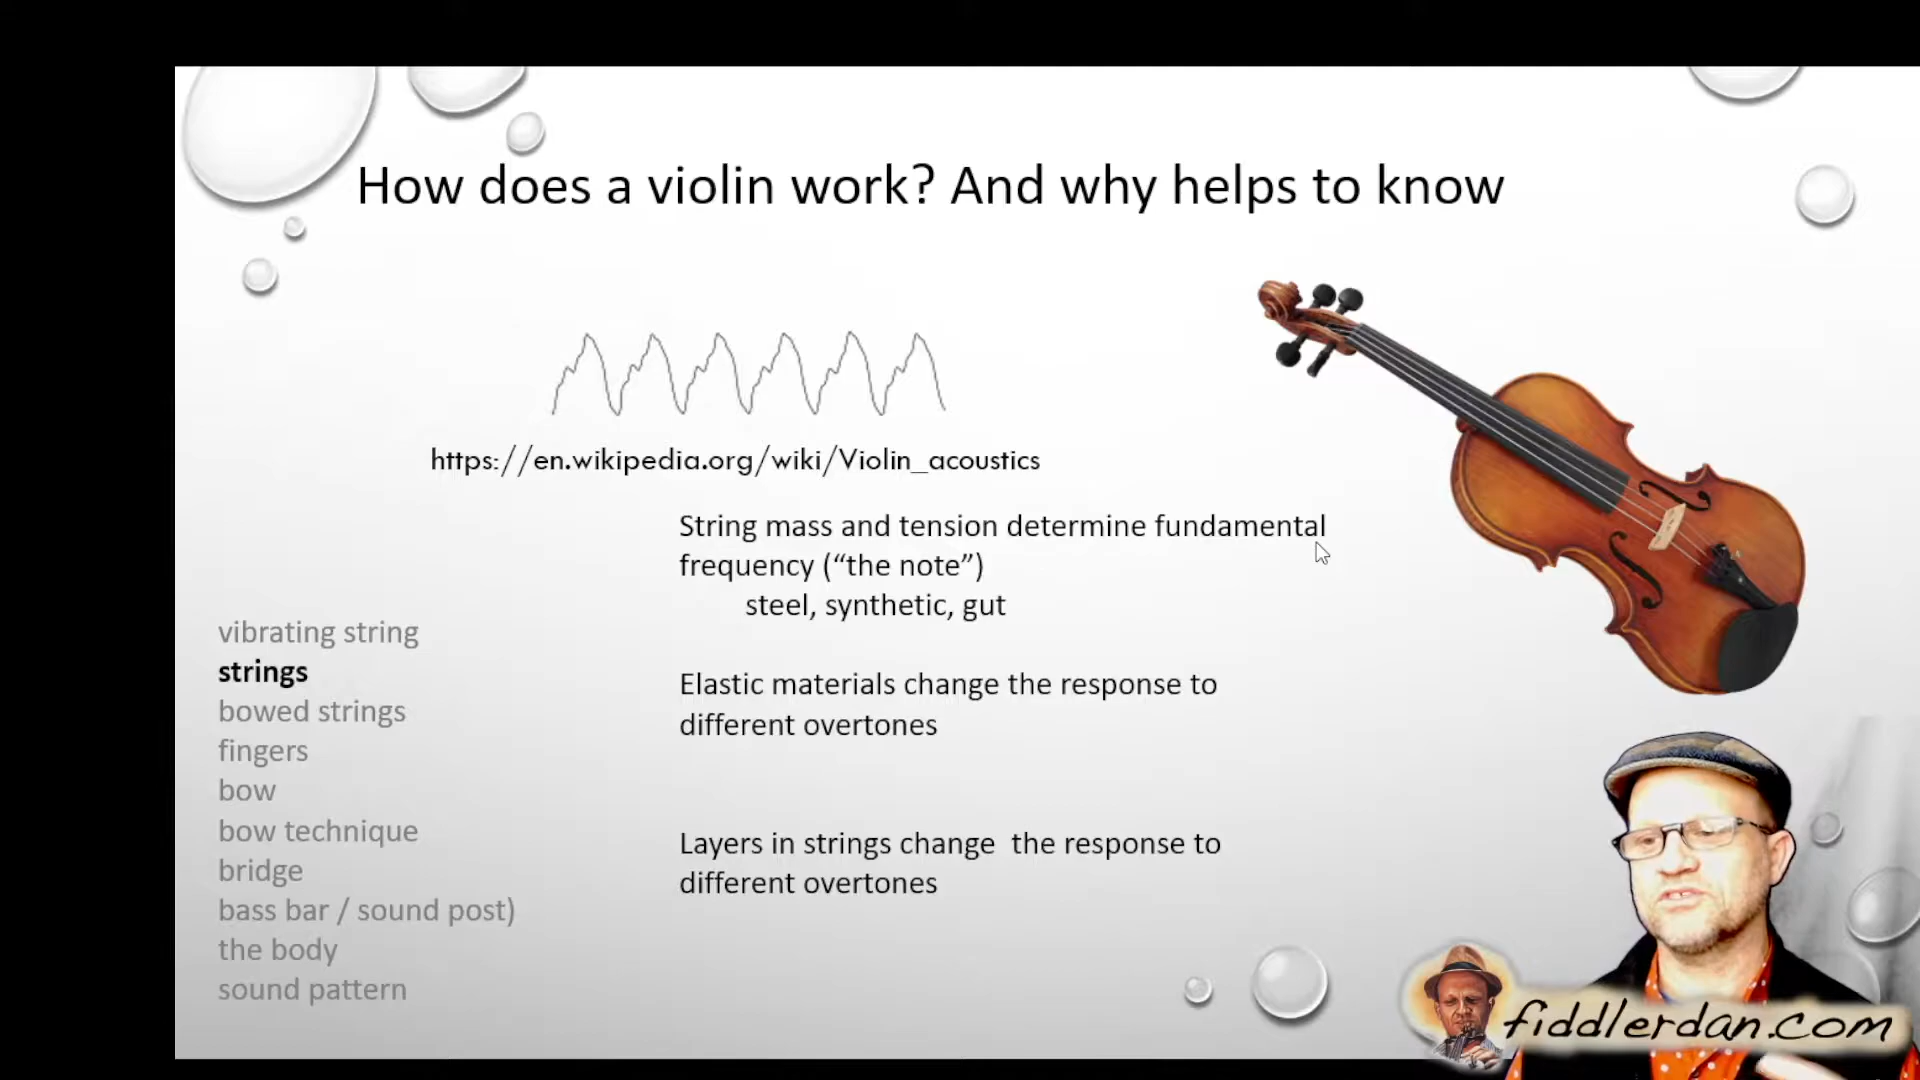 How does a violin work? And why helps to know
https://en.wikipedia.org/wiki/Violin_acoustics
String mass and tension determine fundamental
frequency (“the note”)
steel, synthetic, gut
Elastic materials change the response to
different overtones
Layers in strings change  the response to
different overtones
vibrating string
strings
bowed strings
fingers
bow
bow technique
bridge
bass bar / sound post)
the body
sound pattern
fiddlerdan.com